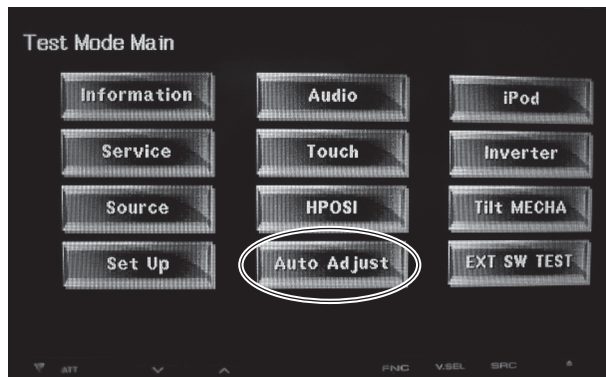 Test Mode Main
Information Audio iPod
Service Touch Inverter
Source HPOSI Tilt MECHA
Set Up Auto Adjust EXT SW TEST
ATT FNC V.SEL SRC